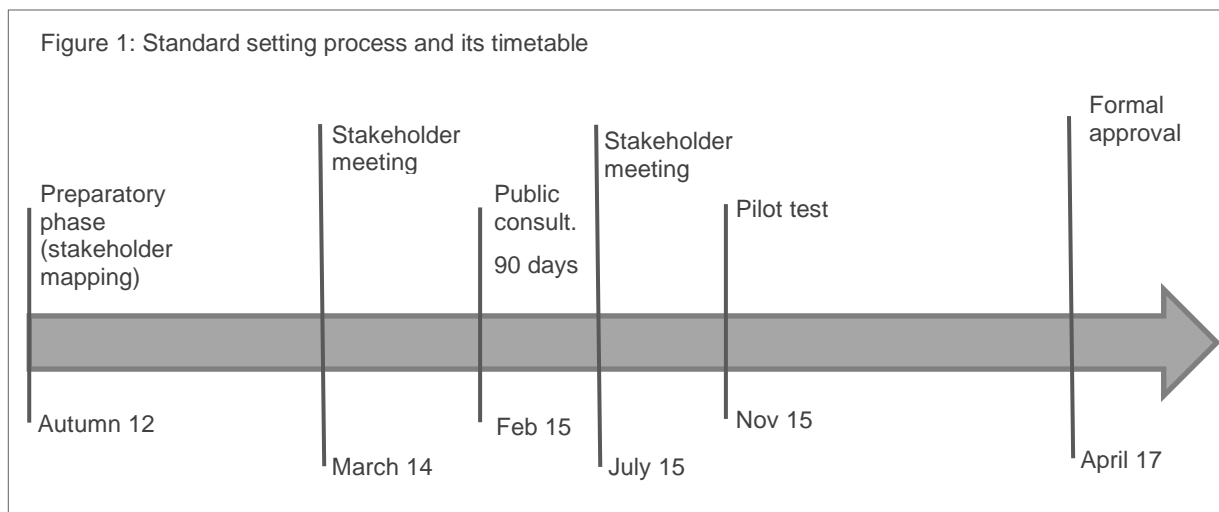 Figure 1: Standard setting process and its timetable
Preparatory
phase
(stakeholder
mapping)
Autumn 12
Stakeholder
meeting
March 14
Public
consult.
90 days
Feb 15
Stakeholder
meeting
July 15
Pilot test
Nov 15
Formal
approval
April 17